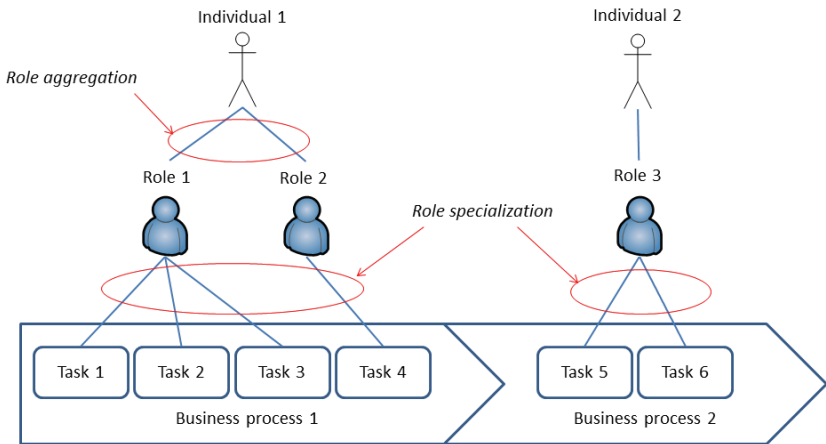 Individual 1
Individual 2
Role aggregation
Role 1
Role 2
Role 3
Role specialization
Task 1
Task 2
Task 3
Task 4
Task 5
Task 6
Business process 1
Business process 2